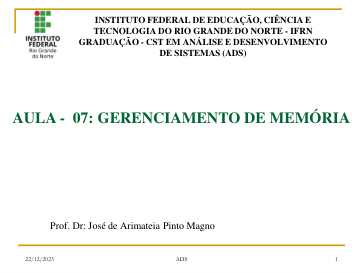 INSTITUTO FEDERAL DE EDUCAÇÃO, CIÊNCIA E
TECNOLOGIA DO RIO GRANDE DO NORTE - IFRN
GRADUAÇÃO - CST EM ANÁLISE E DESENVOLVIMENTO
DE SISTEMAS (ADS)
INSTITUTO
FEDERAL
Rio Grande
do Norte
AULA - 07: GERENCIAMENTO DE MEMÓRIA
Prof. Dr: José de Arimateia Pinto Magno
22/12/2023
ADS
1